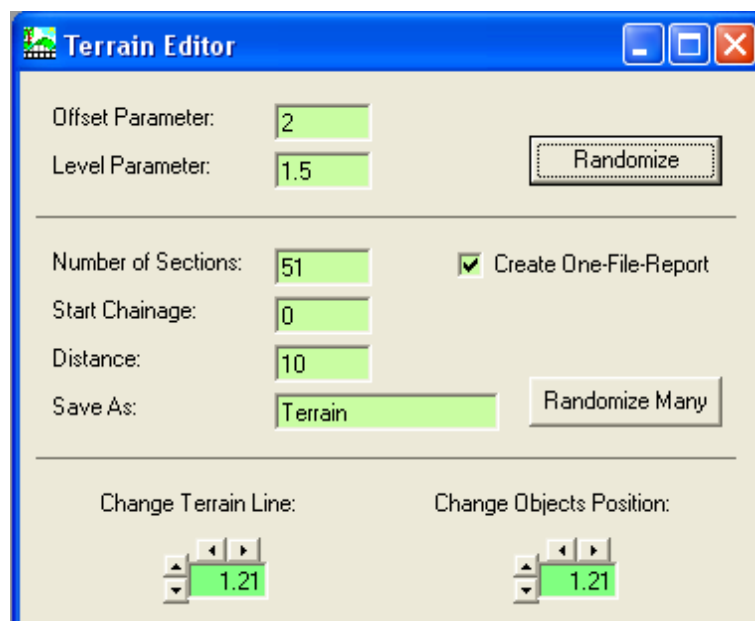 Terrain Editor
Offset Parameter: 2
Level Parameter: 1.5
Randomize
Number of Sections: 51
Create One-File-Report
Start Chainage: 0
Distance: 10
Save As: Terrain
Randomize Many
Change Terrain Line: Change Objects Position:
1.21 1.21